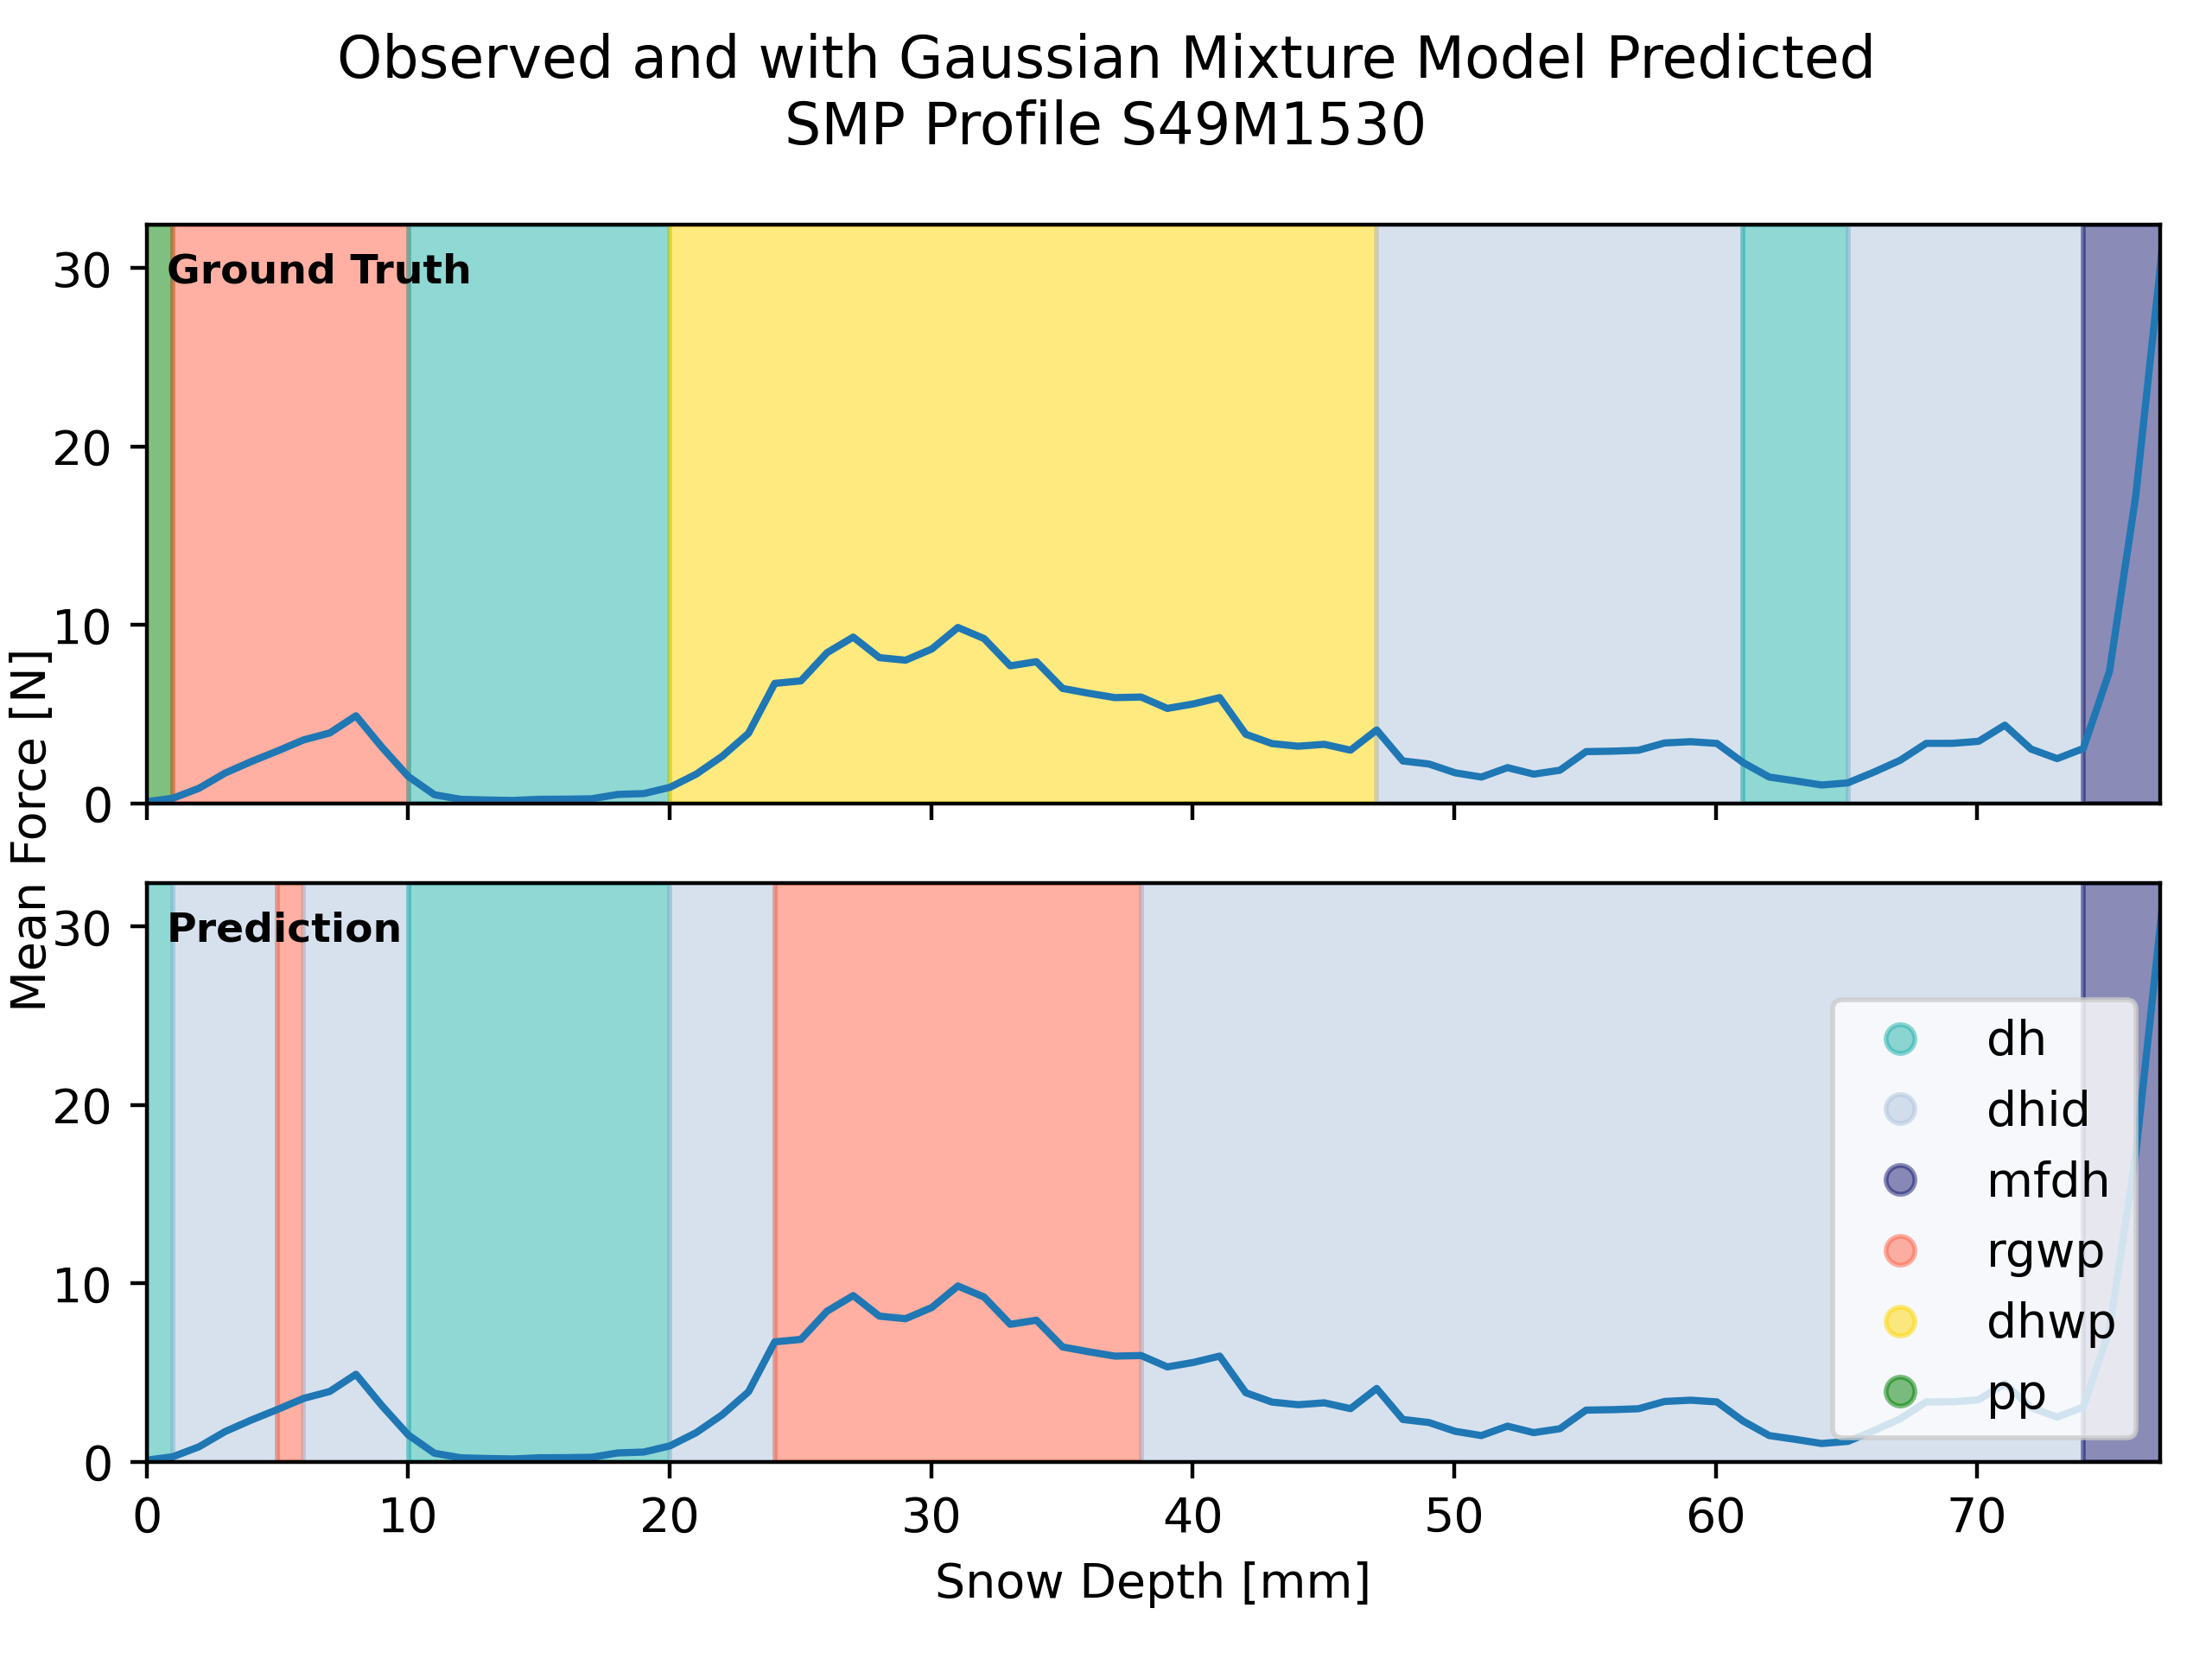 Observed and with Gaussian Mixture Model Predicted
SMP Profile S49M1530
Mean Force [N]
30
20
10
0
Ground Truth
30
20
10
0
Prediction
dh
dhid
mfdh
rgwp
dhwp
pp
0 10 20 30 40 50 60 70
Snow Depth [mm]